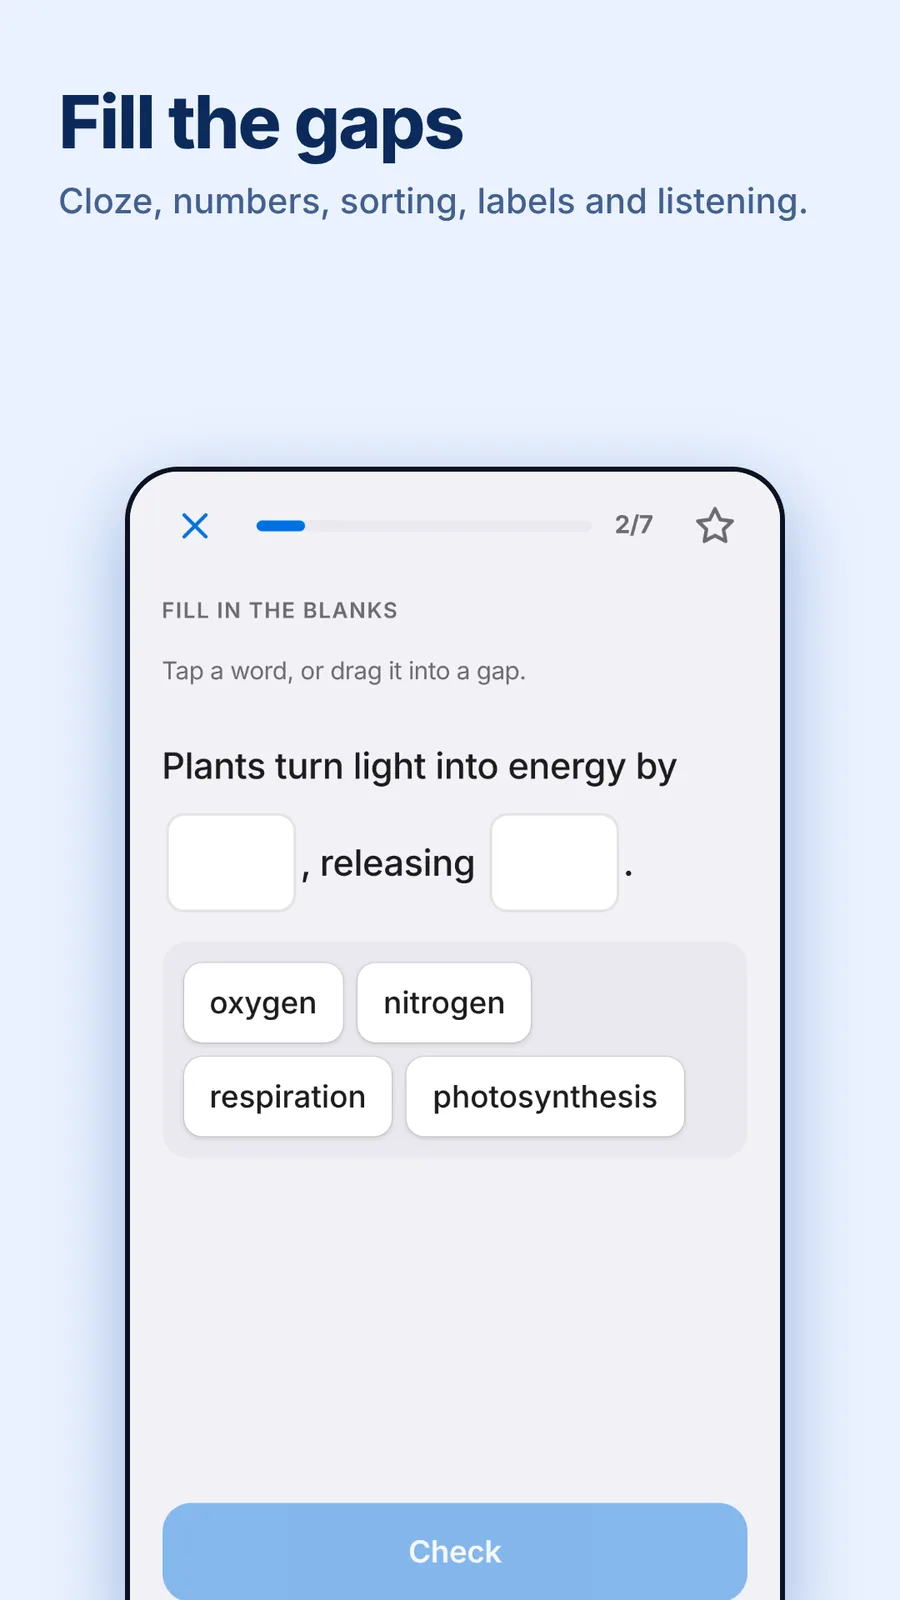 Fill the gaps
Cloze, numbers, sorting, labels and listening.
2/7
FILL IN THE BLANKS
Tap a word, or drag it into a gap.
Plants turn light into energy by
, releasing .
oxygen nitrogen
respiration photosynthesis
Check